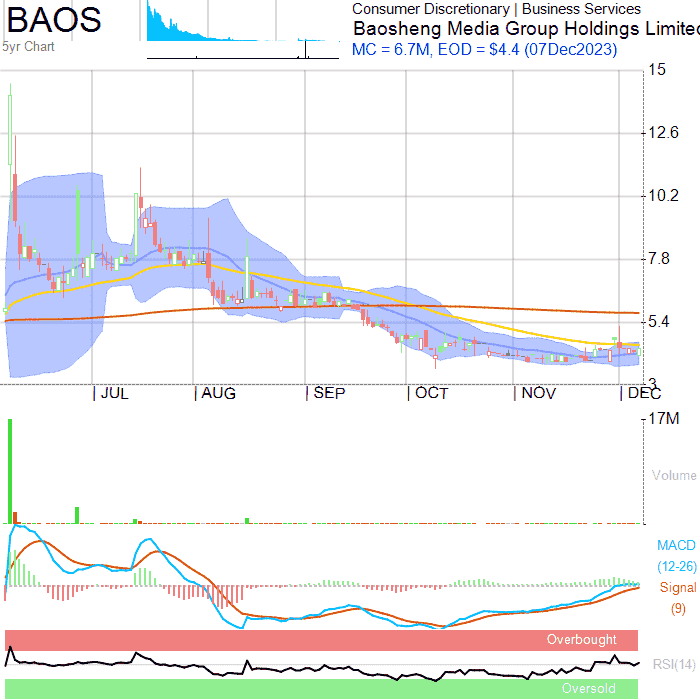 BAOS
5yr Chart
Consumer Discretionary | Business Services
Baosheng Media Group Holdings Limited
MC = 6.7M, EOD = $4.4 (07Dec2023)
15
12.6
10.2
7.8
5.4
3
JUL AUG SEP OCT NOV DEC
17M
Volume
MACD
(12-26)
Signal
(9)
Overbought
RSI(14)
Oversold